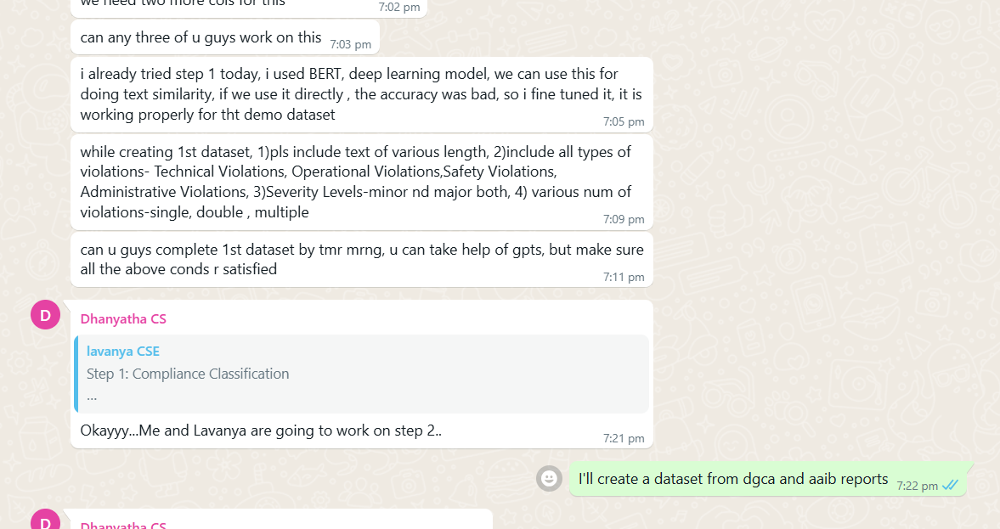 we need two more cols for this
7:02 pm
can any three of u guys work on this
7:03 pm
i already tried step 1 today, i used BERT, deep learning model, we can use this for
doing text similarity, if we use it directly , the accuracy was bad, so i fine tuned it, it is
working properly for tht demo dataset
7:05 pm
while creating 1st dataset, 1)pls include text of various length, 2)include all types of
violations- Technical Violations, Operational Violations,Safety Violations,
Administrative Violations, 3)Severity Levels-minor nd major both, 4) various num of
violations-single, double , multiple
7:09 pm
can u guys complete 1st dataset by tmr mrng, u can take help of gpts, but make sure
all the above conds r satisfied
7:11 pm
D
Dhanyatha CS
lavanya CSE
Step 1: Compliance Classification
...
Okayyy...Me and Lavanya are going to work on step 2..
7:21 pm
I'll create a dataset from dgca and aaib reports
7:22 pm
D
Dhanyatha CS